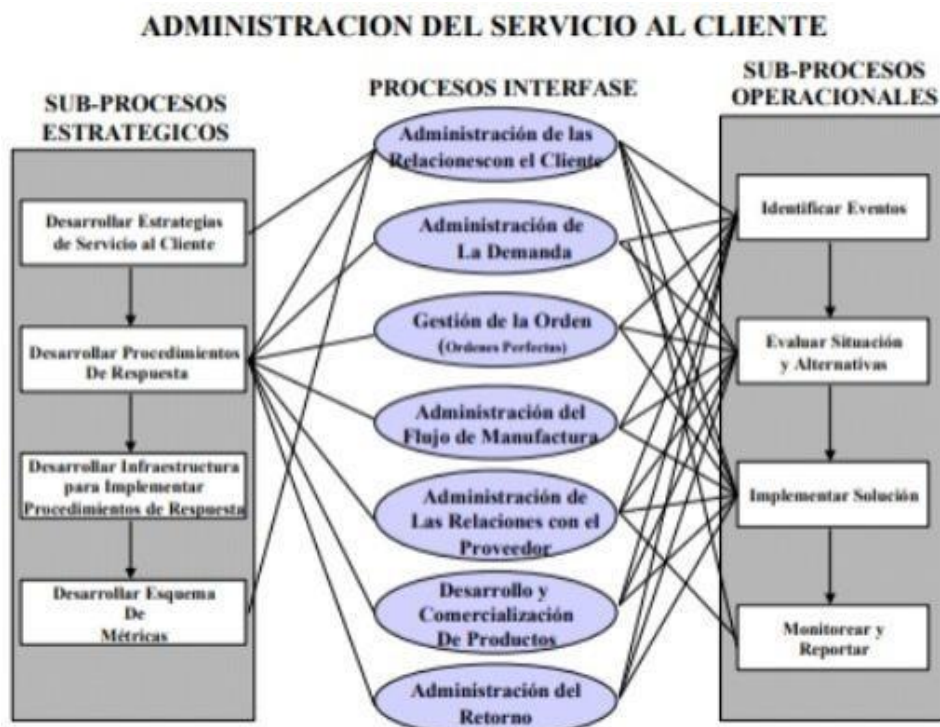 ADMINISTRACION DEL SERVICIO AL CLIENTE
SUB-PROCESOS
ESTRATEGICOS
Desarrollar Estrategias
de Servicio al Cliente
Desarrollar Procedimientos
De Respuesta
Desarrollar Infraestructura
para Implementar
Procedimientos de Respuesta
Desarrollar Esquema
De
Métricas
PROCESOS INTERFASE
Administración de las
Relacionescon el Cliente
Administración de
La Demanda
Gestión de la Orden
(Ordenes Perfectas)
Administración del
Flujo de Manufactura
Administración de
Las Relaciones con el
Proveedor
Desarrollo y
Comercialización
De Productos
Administración del
Retorno
SUB-PROCESOS
OPERACIONALES
Identificar Eventos
Evaluar Situación
y Alternativas
Implementar Solución
Monitorear y
Reportar